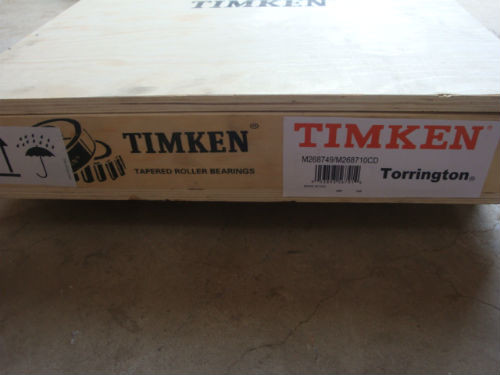 TIMKEN
TIMKEN®
TAPERED ROLLER BEARINGS
TIMKEN®
M268749/M268710CD
Torrington®